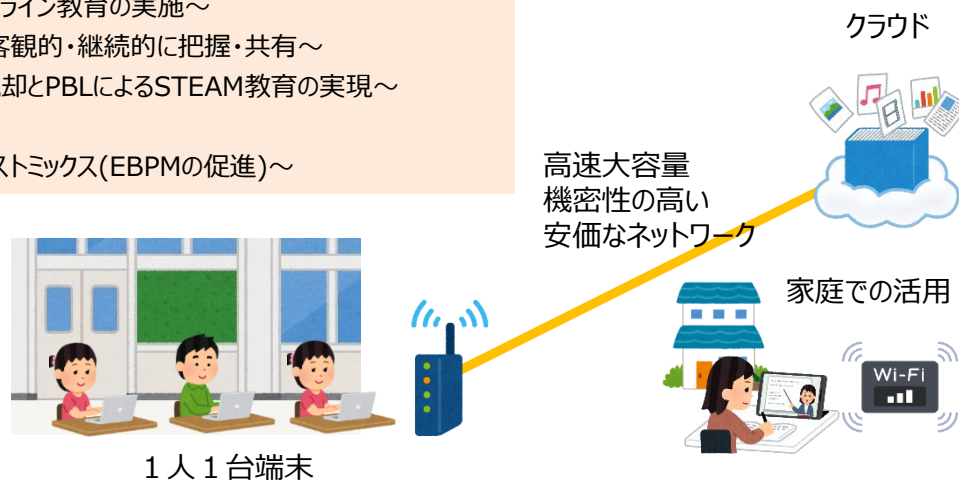 ライン教育の実施～
客観的・継続的に把握・共有～
却とPBLによるSTEAM教育の実現～
ストミックス(EBPMの促進)～
クラウド
高速大容量
機密性の高い
安価なネットワーク
家庭での活用
Wi-Fi
１人１台端末